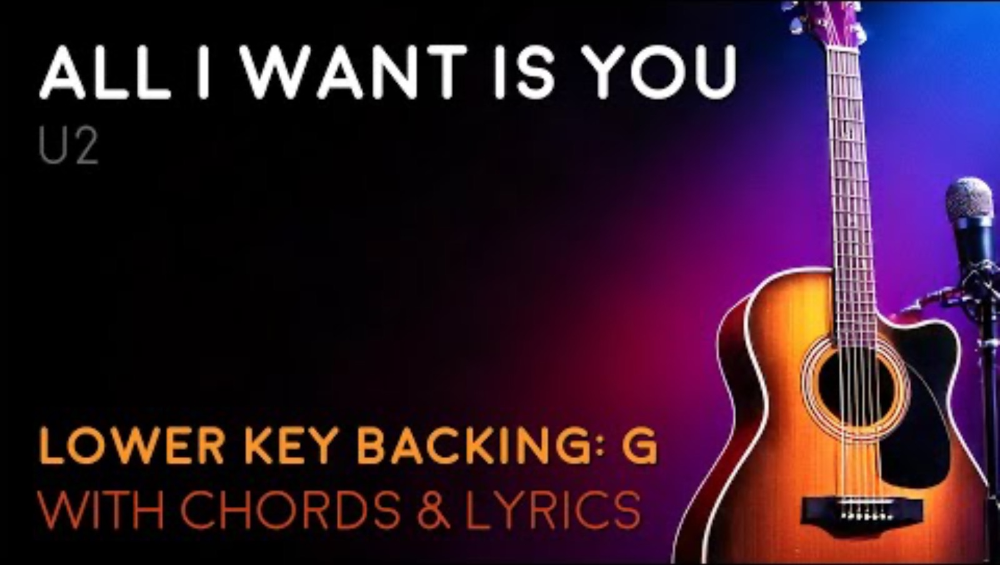 ALL I WANT IS YOU
U2
LOWER KEY BACKING: G
WITH CHORDS & LYRICS